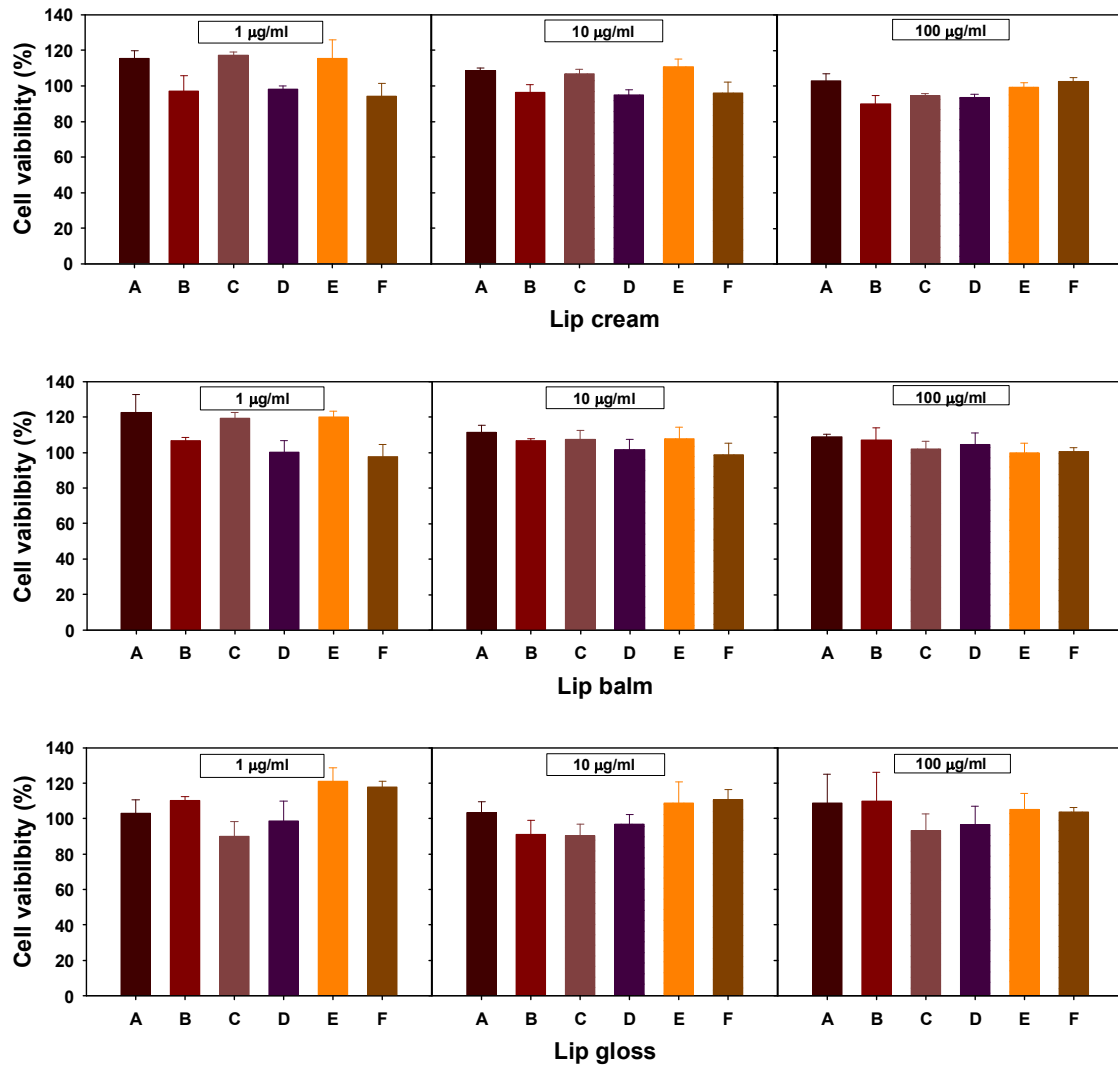 Cell vaibilbity (%)
140
120
100
80
60
40
20
0
1 μg/ml
10 μg/ml
100 μg/ml
A B C D E F A B C D E F A B C D E F
Lip cream
Cell vaibilbity (%)
140
120
100
80
60
40
20
0
1 μg/ml
10 μg/ml
100 μg/ml
A B C D E F A B C D E F A B C D E F
Lip balm
Cell vaibilbity (%)
140
120
100
80
60
40
20
0
1 μg/ml
10 μg/ml
100 μg/ml
A B C D E F A B C D E F A B C D E F
Lip gloss